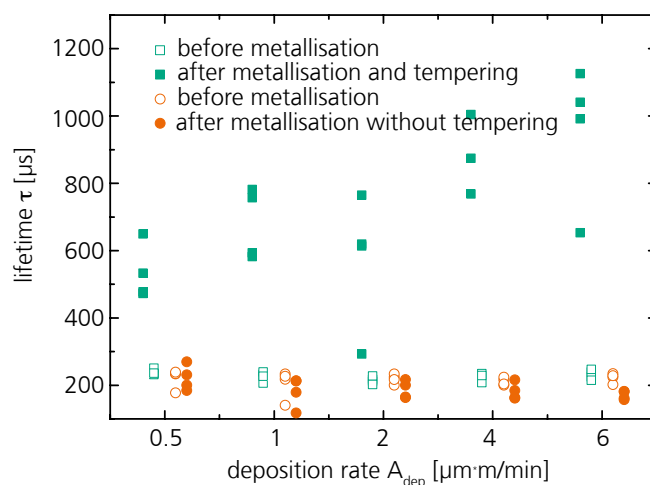 1200
before metallisation
after metallisation and tempering
before metallisation
1000
after metallisation without tempering
800
600
400
200
lifetime τ [µs]
0.5 1 2 4 6
deposition rate A_dep [µm·m/min]